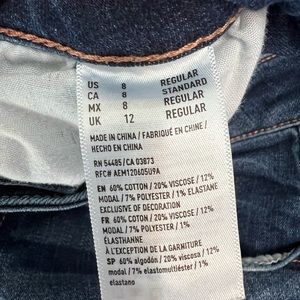 US 8 REGULAR
CA 8 STANDARD
MX 8 REGULAR
UK 12 REGULAR
MADE IN CHINA / FABRIQUÉ EN CHINE /
HECHO EN CHINA
RN 54485 / CA 03873
RFC# AEM120605U9A
EN 60% COTTON / 20% VISCOSE / 12%
MODAL / 7% POLYESTER / 1% ELASTANE
EXCLUSIVE OF DECORATION
FR 60% COTON / 20% VISCOSE / 12%
MODAL / 7% POLYESTER / 1%
ÉLASTHANNE
À L'EXCEPTION DE LA GARNITURE
SP 60% algodón / 20% viscosa / 12%
modal / 7% elastomultiéster / 1%
elastano